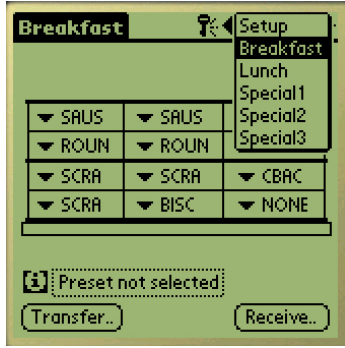 Breakfast
Setup
Breakfast
Lunch
Special1
Special2
Special3
SAUS SAUS
ROUN ROUN
SCRA SCRA CBAC
SCRA BISC NONE
Preset not selected
Transfer.. Receive..